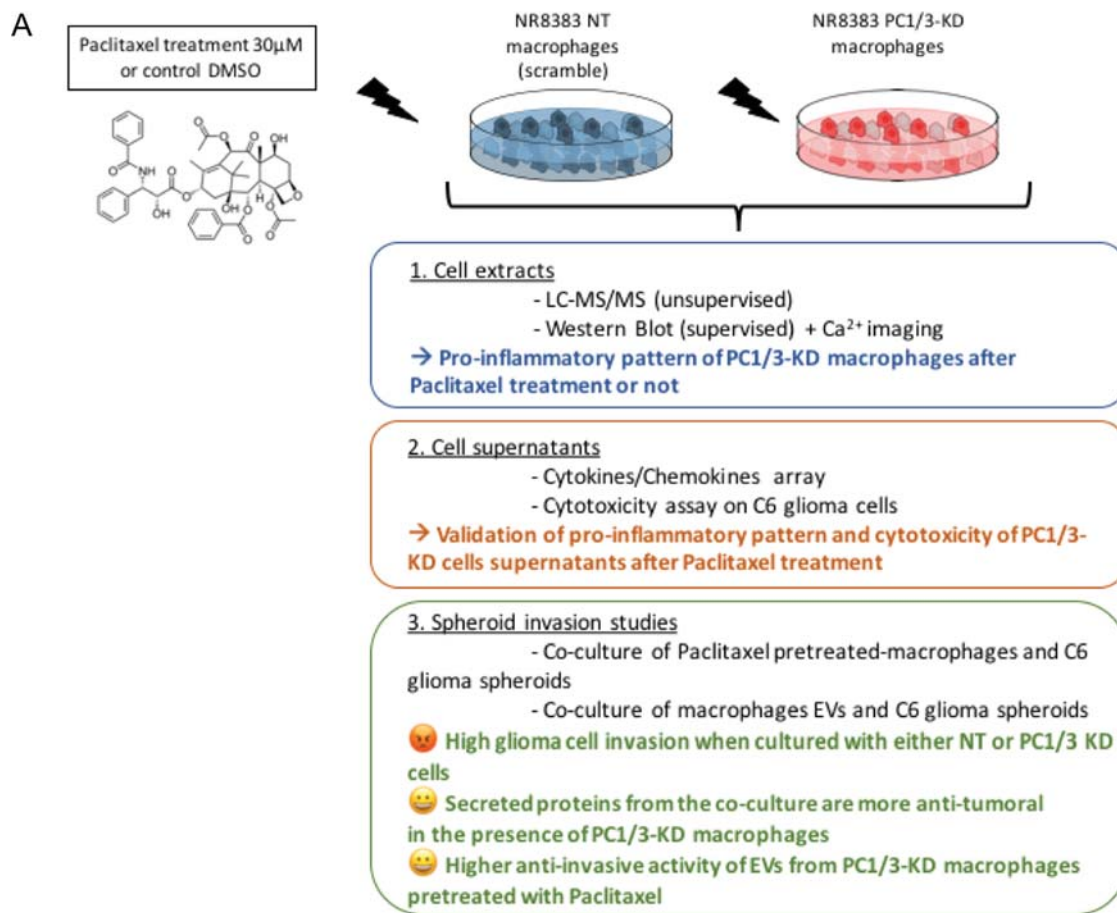 A
Paclitaxel treatment 30µM
or control DMSO
NR8383 NT
macrophages
(scramble)
NR8383 PC1/3-KD
macrophages
O
NH
O
O
OH
O
O
O
OH
O
H
OH
O
O
O
O
O
1. Cell extracts
- LC-MS/MS (unsupervised)
- Western Blot (supervised) + Ca²⁺ imaging
→ Pro-inflammatory pattern of PC1/3-KD macrophages after
Paclitaxel treatment or not
2. Cell supernatants
- Cytokines/Chemokines array
- Cytotoxicity assay on C6 glioma cells
→ Validation of pro-inflammatory pattern and cytotoxicity of PC1/3-
KD cells supernatants after Paclitaxel treatment
3. Spheroid invasion studies
- Co-culture of Paclitaxel pretreated-macrophages and C6
glioma spheroids
- Co-culture of macrophages EVs and C6 glioma spheroids
😡 High glioma cell invasion when cultured with either NT or PC1/3 KD
cells
😀 Secreted proteins from the co-culture are more anti-tumoral
in the presence of PC1/3-KD macrophages
😀 Higher anti-invasive activity of EVs from PC1/3-KD macrophages
pretreated with Paclitaxel